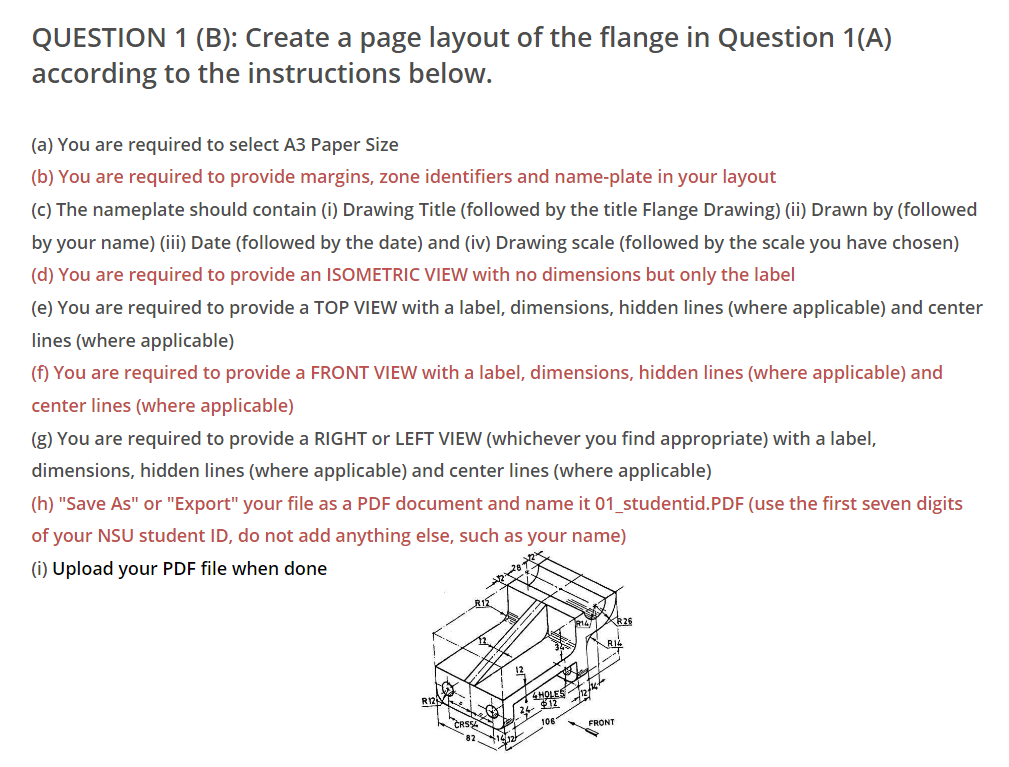 QUESTION 1 (B): Create a page layout of the flange in Question 1(A)
according to the instructions below.
(a) You are required to select A3 Paper Size
(b) You are required to provide margins, zone identifiers and name-plate in your layout
(c) The nameplate should contain (i) Drawing Title (followed by the title Flange Drawing) (ii) Drawn by (followed
by your name) (iii) Date (followed by the date) and (iv) Drawing scale (followed by the scale you have chosen)
(d) You are required to provide an ISOMETRIC VIEW with no dimensions but only the label
(e) You are required to provide a TOP VIEW with a label, dimensions, hidden lines (where applicable) and center
lines (where applicable)
(f) You are required to provide a FRONT VIEW with a label, dimensions, hidden lines (where applicable) and
center lines (where applicable)
(g) You are required to provide a RIGHT or LEFT VIEW (whichever you find appropriate) with a label,
dimensions, hidden lines (where applicable) and center lines (where applicable)
(h) "Save As" or "Export" your file as a PDF document and name it 01_studentid.PDF (use the first seven digits
of your NSU student ID, do not add anything else, such as your name)
(i) Upload your PDF file when done
12
28
12
R12
R14
R26
12
34
R14
12
R12
4 HOLES
Φ12
12
14
24
CRS54
106
FRONT
82
14
12